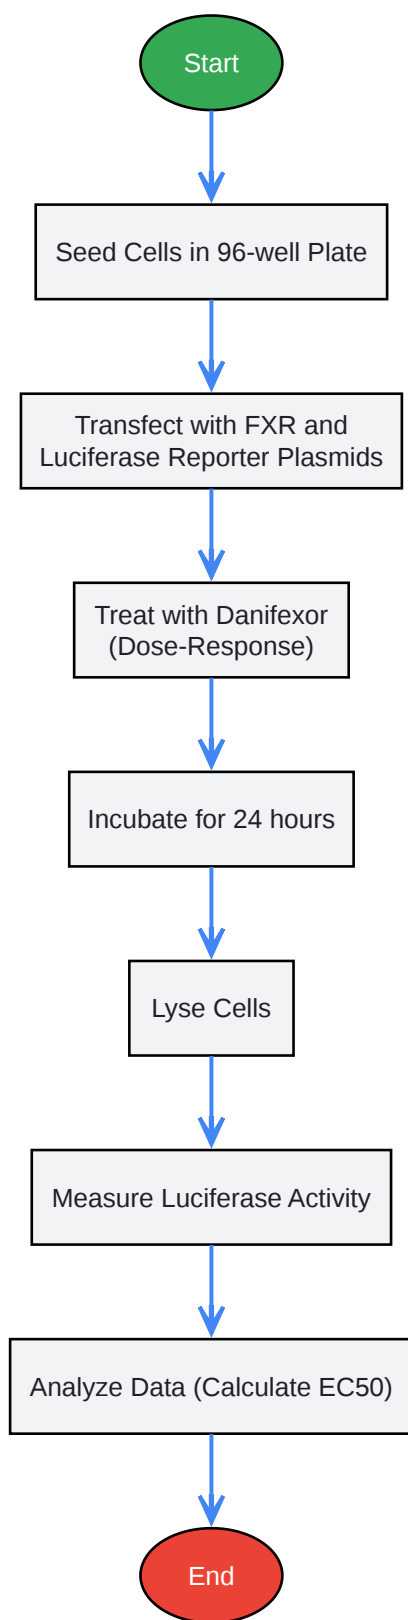 Start
Seed Cells in 96-well Plate
Transfect with FXR and
Luciferase Reporter Plasmids
Treat with Danifexor
(Dose-Response)
Incubate for 24 hours
Lyse Cells
Measure Luciferase Activity
Analyze Data (Calculate EC50)
End